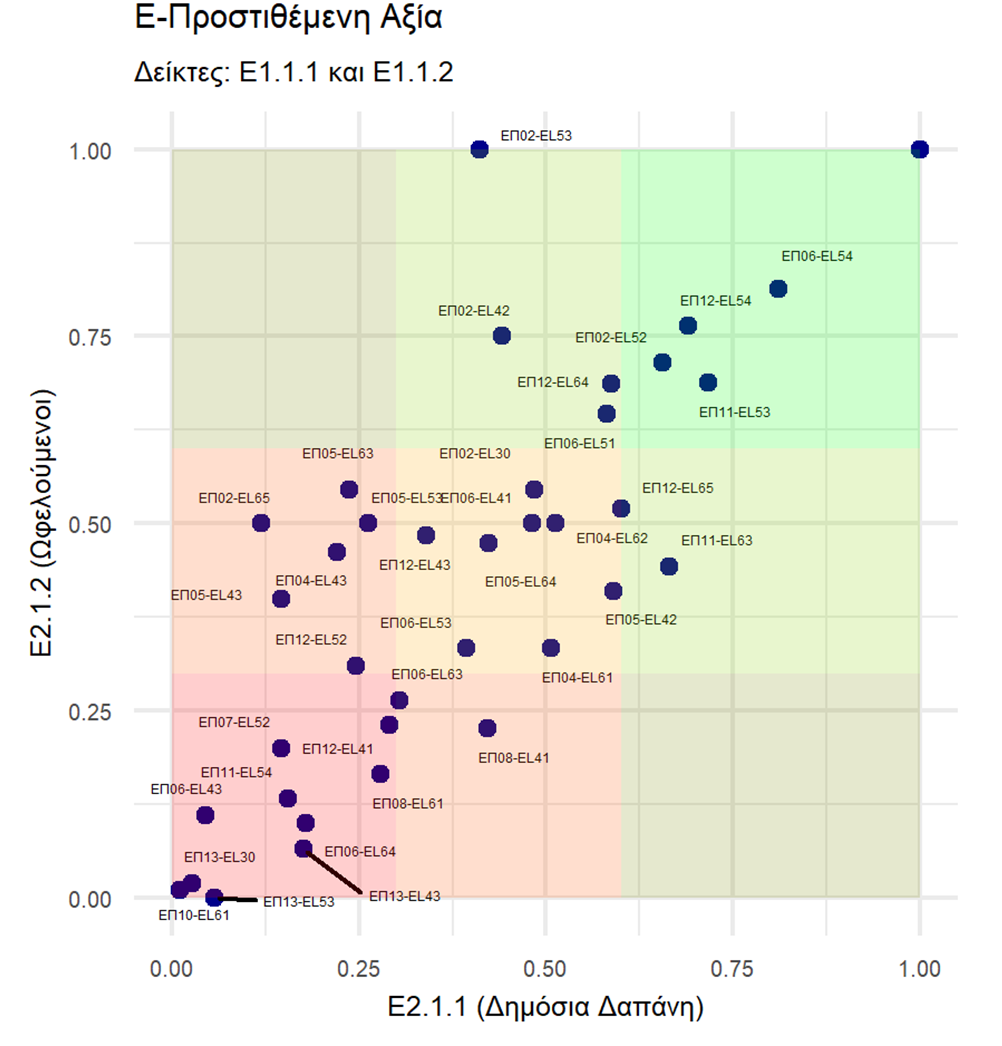 Ε-Προστιθέμενη Αξία
Δείκτες: Ε1.1.1 και Ε1.1.2
ΕΠ02-EL53
1.00
ΕΠ06-EL54
ΕΠ12-EL54
ΕΠ02-EL42
ΕΠ02-EL52
0.75
ΕΠ12-EL64
ΕΠ11-EL53
ΕΠ06-EL51
ΕΠ05-EL63
ΕΠ02-EL30
ΕΠ02-EL65
ΕΠ05-EL53
ΕΠ06-EL41
ΕΠ12-EL65
0.50
ΕΠ04-EL62
ΕΠ11-EL63
ΕΠ12-EL43
ΕΠ04-EL43
ΕΠ05-EL64
ΕΠ05-EL43
ΕΠ05-EL42
ΕΠ06-EL53
ΕΠ12-EL52
ΕΠ06-EL63
ΕΠ04-EL61
0.25
ΕΠ07-EL52
ΕΠ12-EL41
ΕΠ08-EL41
ΕΠ11-EL54
ΕΠ06-EL43
ΕΠ08-EL61
ΕΠ13-EL30
ΕΠ06-EL64
0.00
ΕΠ13-EL53
ΕΠ13-EL43
ΕΠ10-EL61
Ε2.1.2 (Ωφελούμενοι)
0.00 0.25 0.50 0.75 1.00
Ε2.1.1 (Δημόσια Δαπάνη)